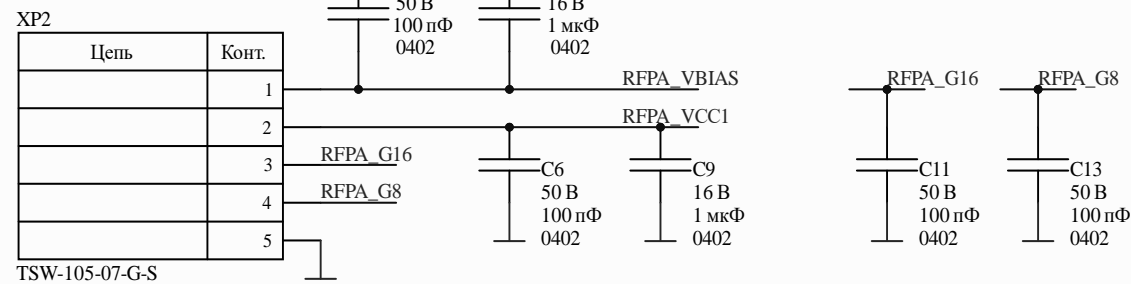 50 В
100 пФ
0402
16 В
1 мкФ
0402
XP2
Цепь Конт.
1
2
3
4
5
TSW-105-07-G-S
RFPA_VBIAS
RFPA_VCC1
RFPA_G16
RFPA_G8
C6
50 В
100 пФ
0402
C9
16 В
1 мкФ
0402
RFPA_G16
C11
50 В
100 пФ
0402
RFPA_G8
C13
50 В
100 пФ
0402